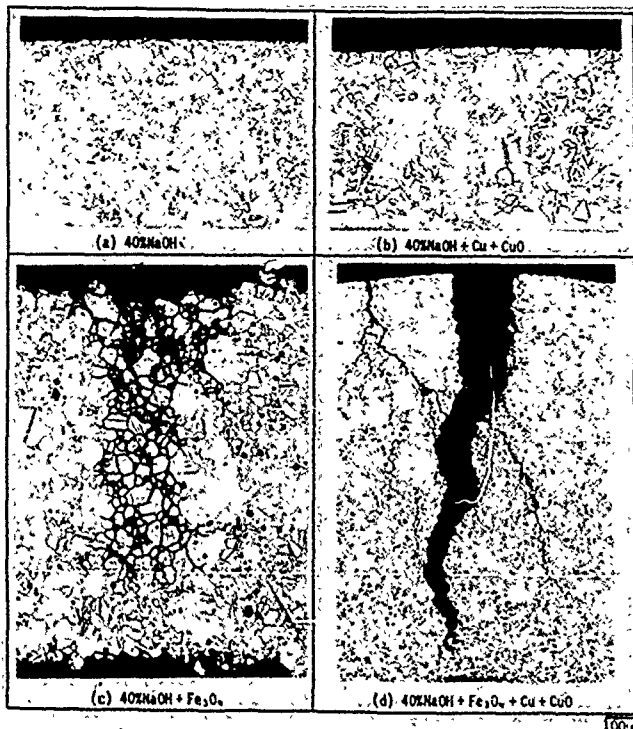 (a) 40%NaOH
(b) 40%NaOH + Cu + CuO
(c) 40%NaOH + Fe₃O₄
(d) 40%NaOH + Fe₃O₄ + Cu + CuO